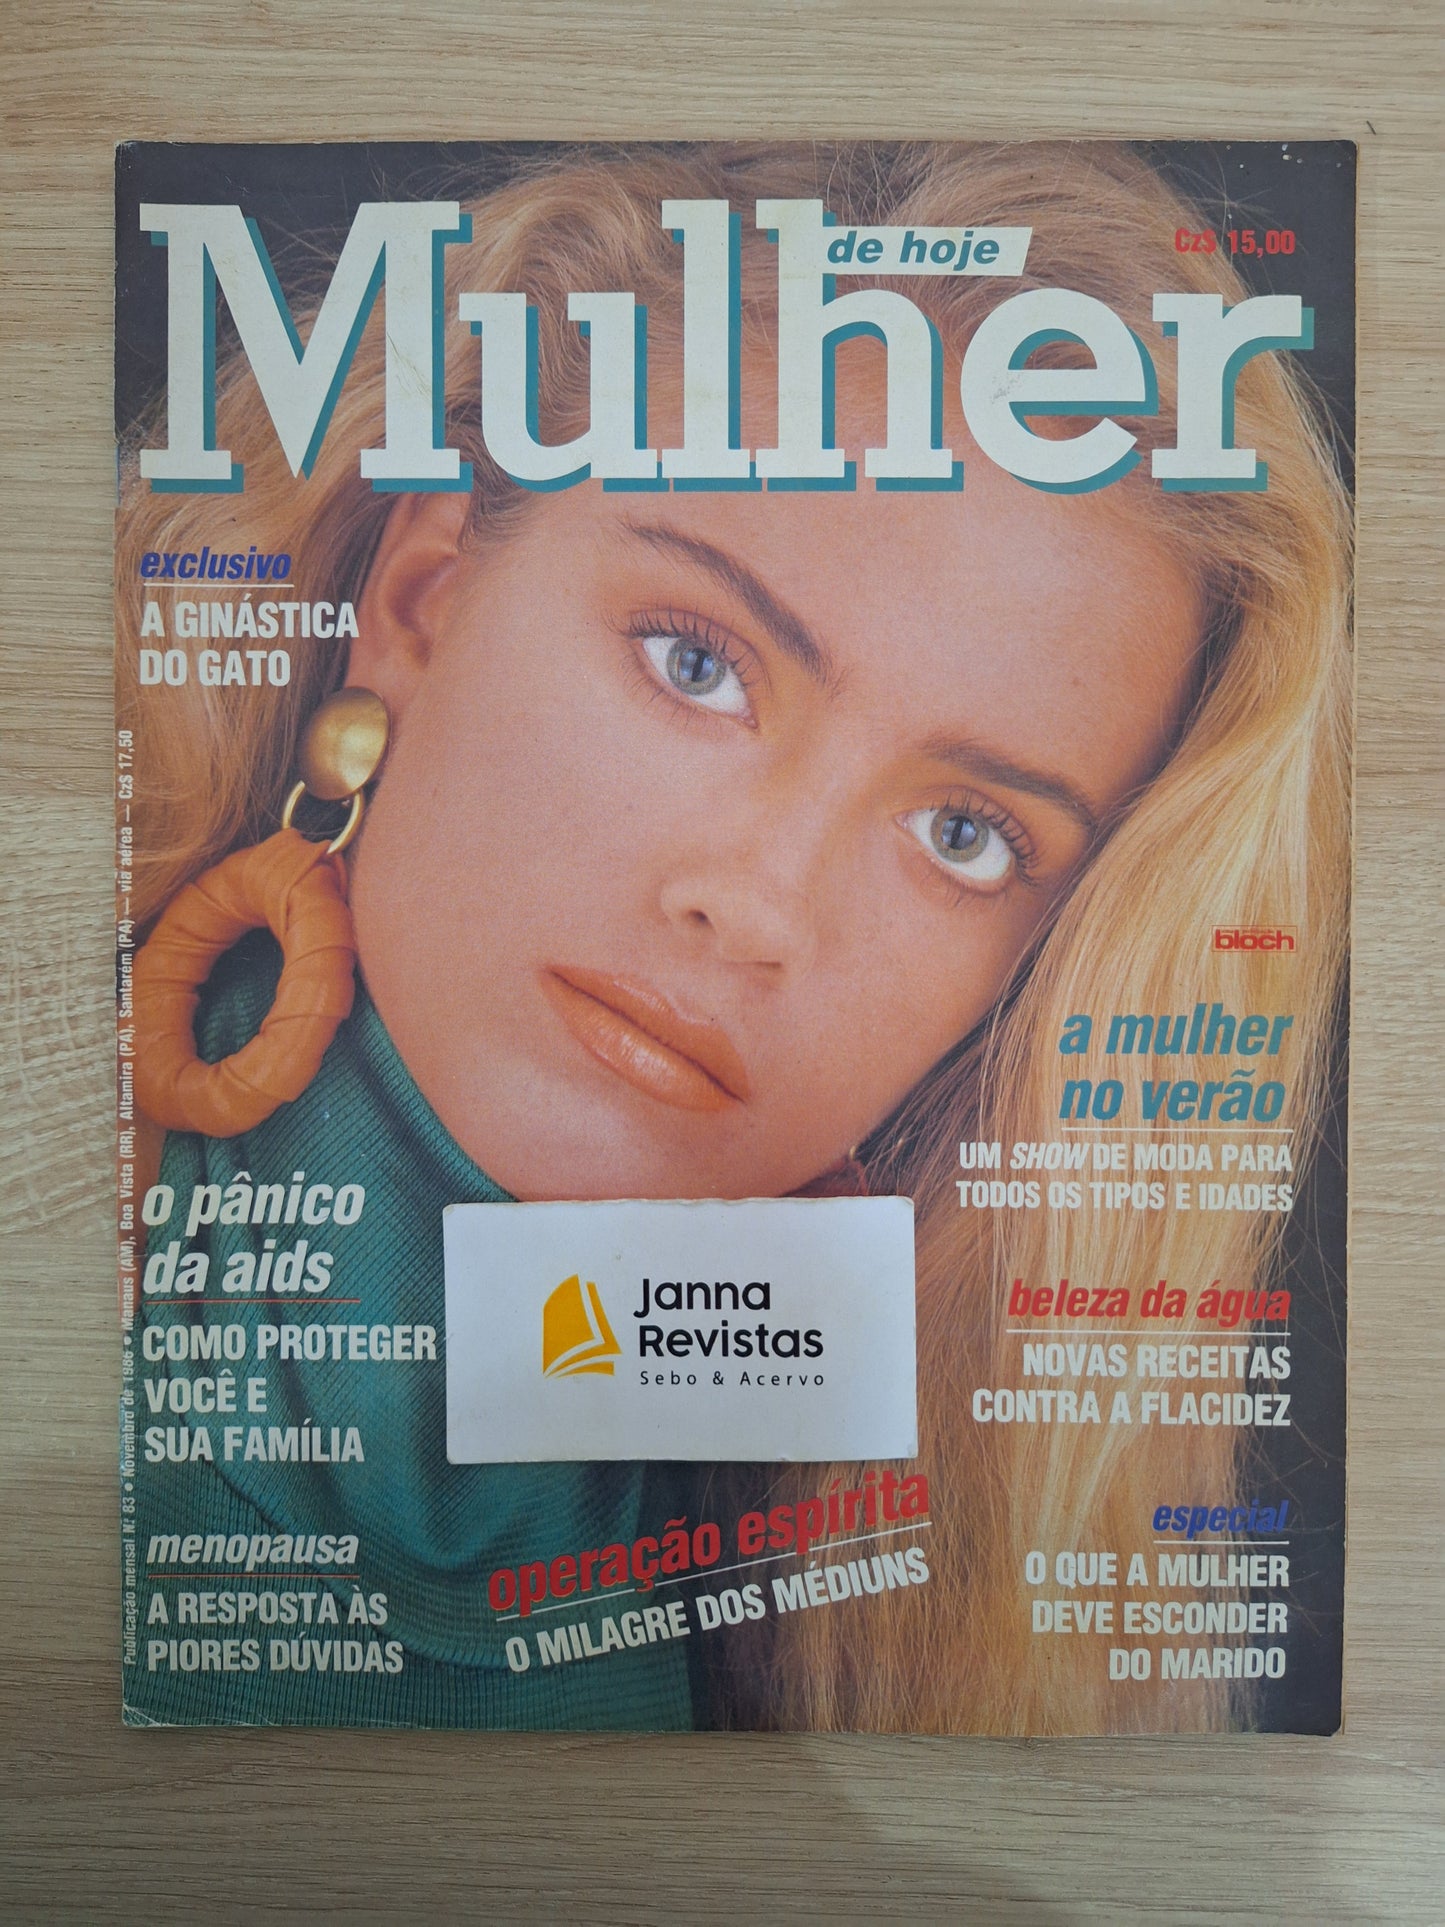 Mulher
de hoje
Cz$ 15,00
exclusivo
A GINÁSTICA
DO GATO
bloch
a mulher
no verão
UM SHOW DE MODA PARA
TODOS OS TIPOS E IDADES
o pânico
da aids
COMO PROTEGER
VOCÊ E
SUA FAMÍLIA
Janna
Revistas
Sebo & Acervo
beleza da água
NOVAS RECEITAS
CONTRA A FLACIDEZ
menopausa
A RESPOSTA ÀS
PIORES DÚVIDAS
operação espírita
O MILAGRE DOS MÉDIUNS
especial
O QUE A MULHER
DEVE ESCONDER
DO MARIDO
Publicação mensal N.º 83 • Novembro de 1986 • Manaus (AM), Boa Vista (RR), Altamira (PA), Santarém (PA) — via aérea — Cz$ 17,50